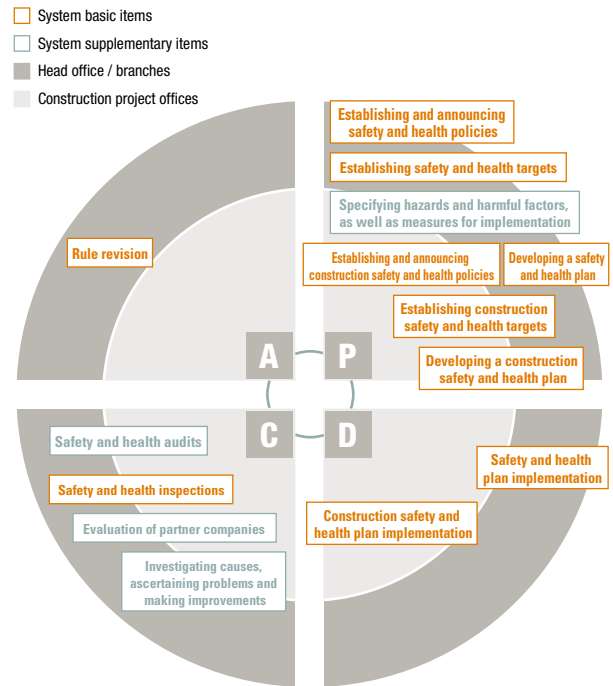 System basic items
System supplementary items
Head office / branches
Construction project offices
Establishing and announcing
safety and health policies
Establishing safety and health targets
Specifying hazards and harmful factors,
as well as measures for implementation
Rule revision
Establishing and announcing
construction safety and health policies
Developing a safety
and health plan
Establishing construction
safety and health targets
Developing a construction
safety and health plan
A
P
C
D
Safety and health audits
Safety and health inspections
Evaluation of partner companies
Investigating causes,
ascertaining problems and
making improvements
Safety and health
plan implementation
Construction safety and
health plan implementation